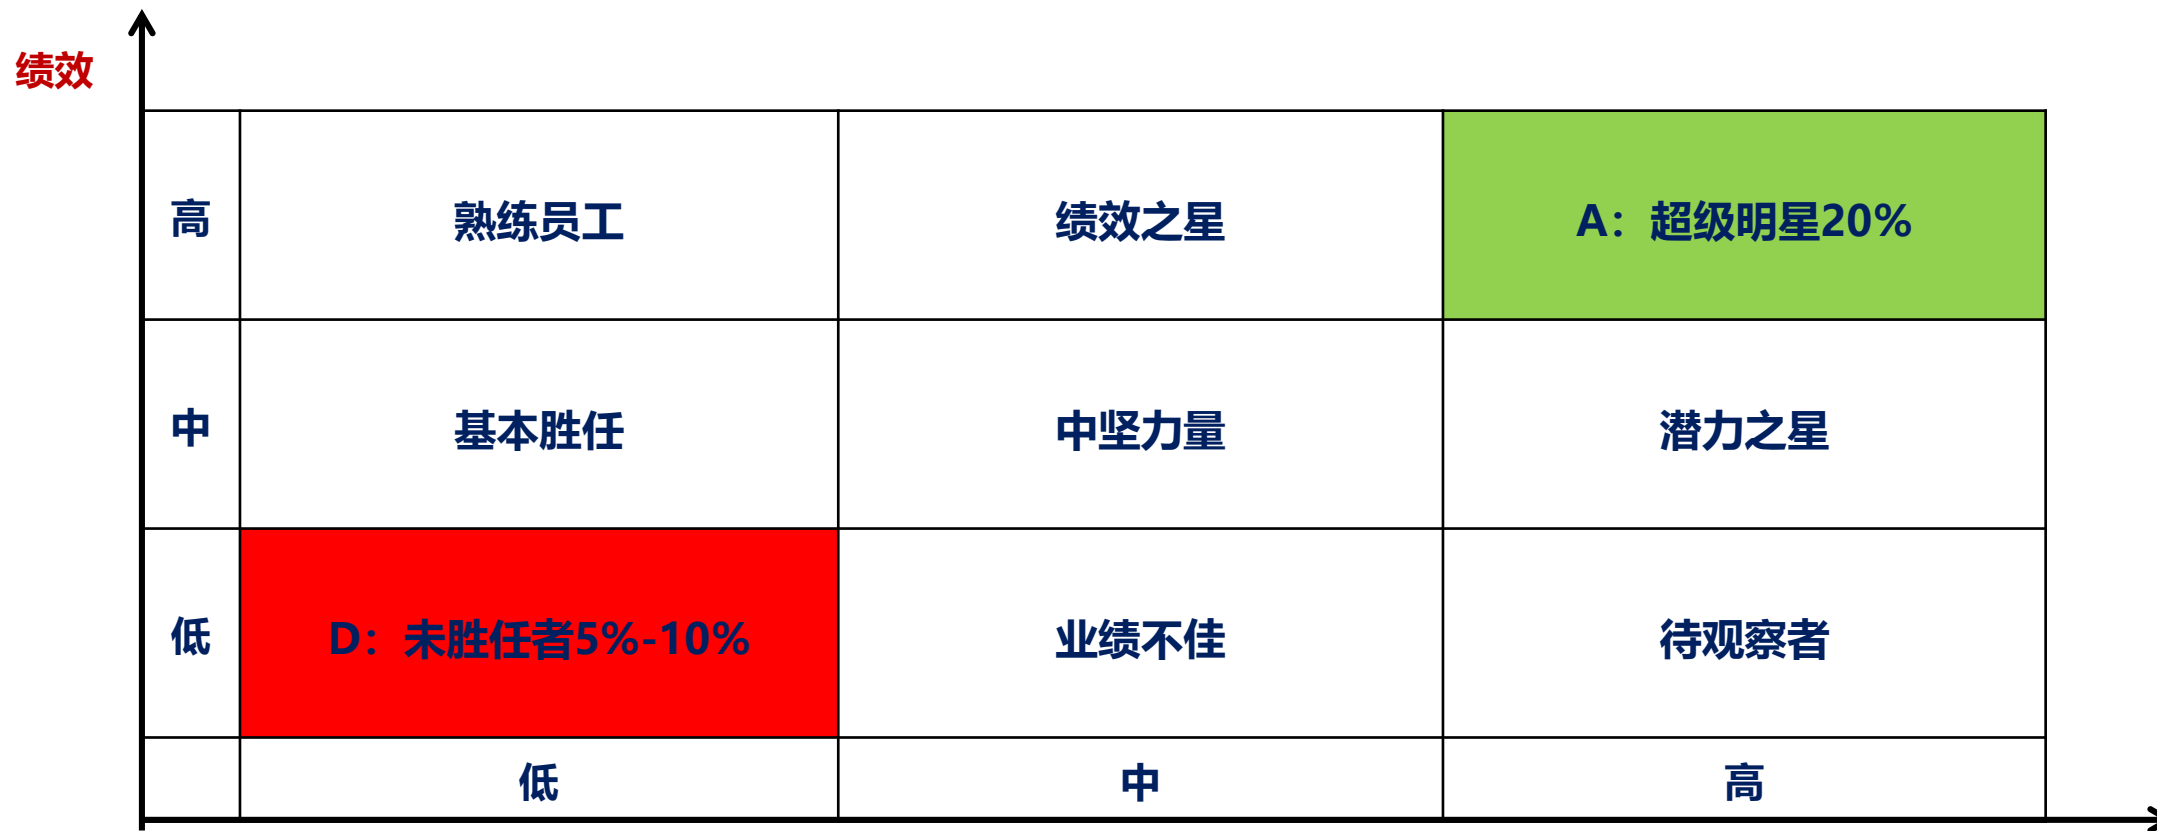 绩效
高
熟练员工
绩效之星
A：超级明星20%
中
基本胜任
中坚力量
潜力之星
低
D：未胜任者5%-10%
业绩不佳
待观察者
低
中
高